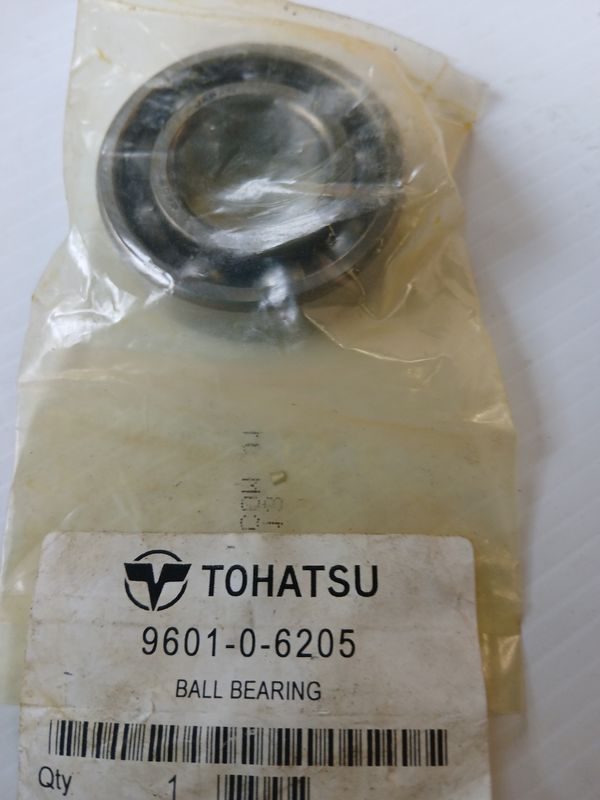 TOHATSU
9601-0-6205
BALL BEARING
Qty 1